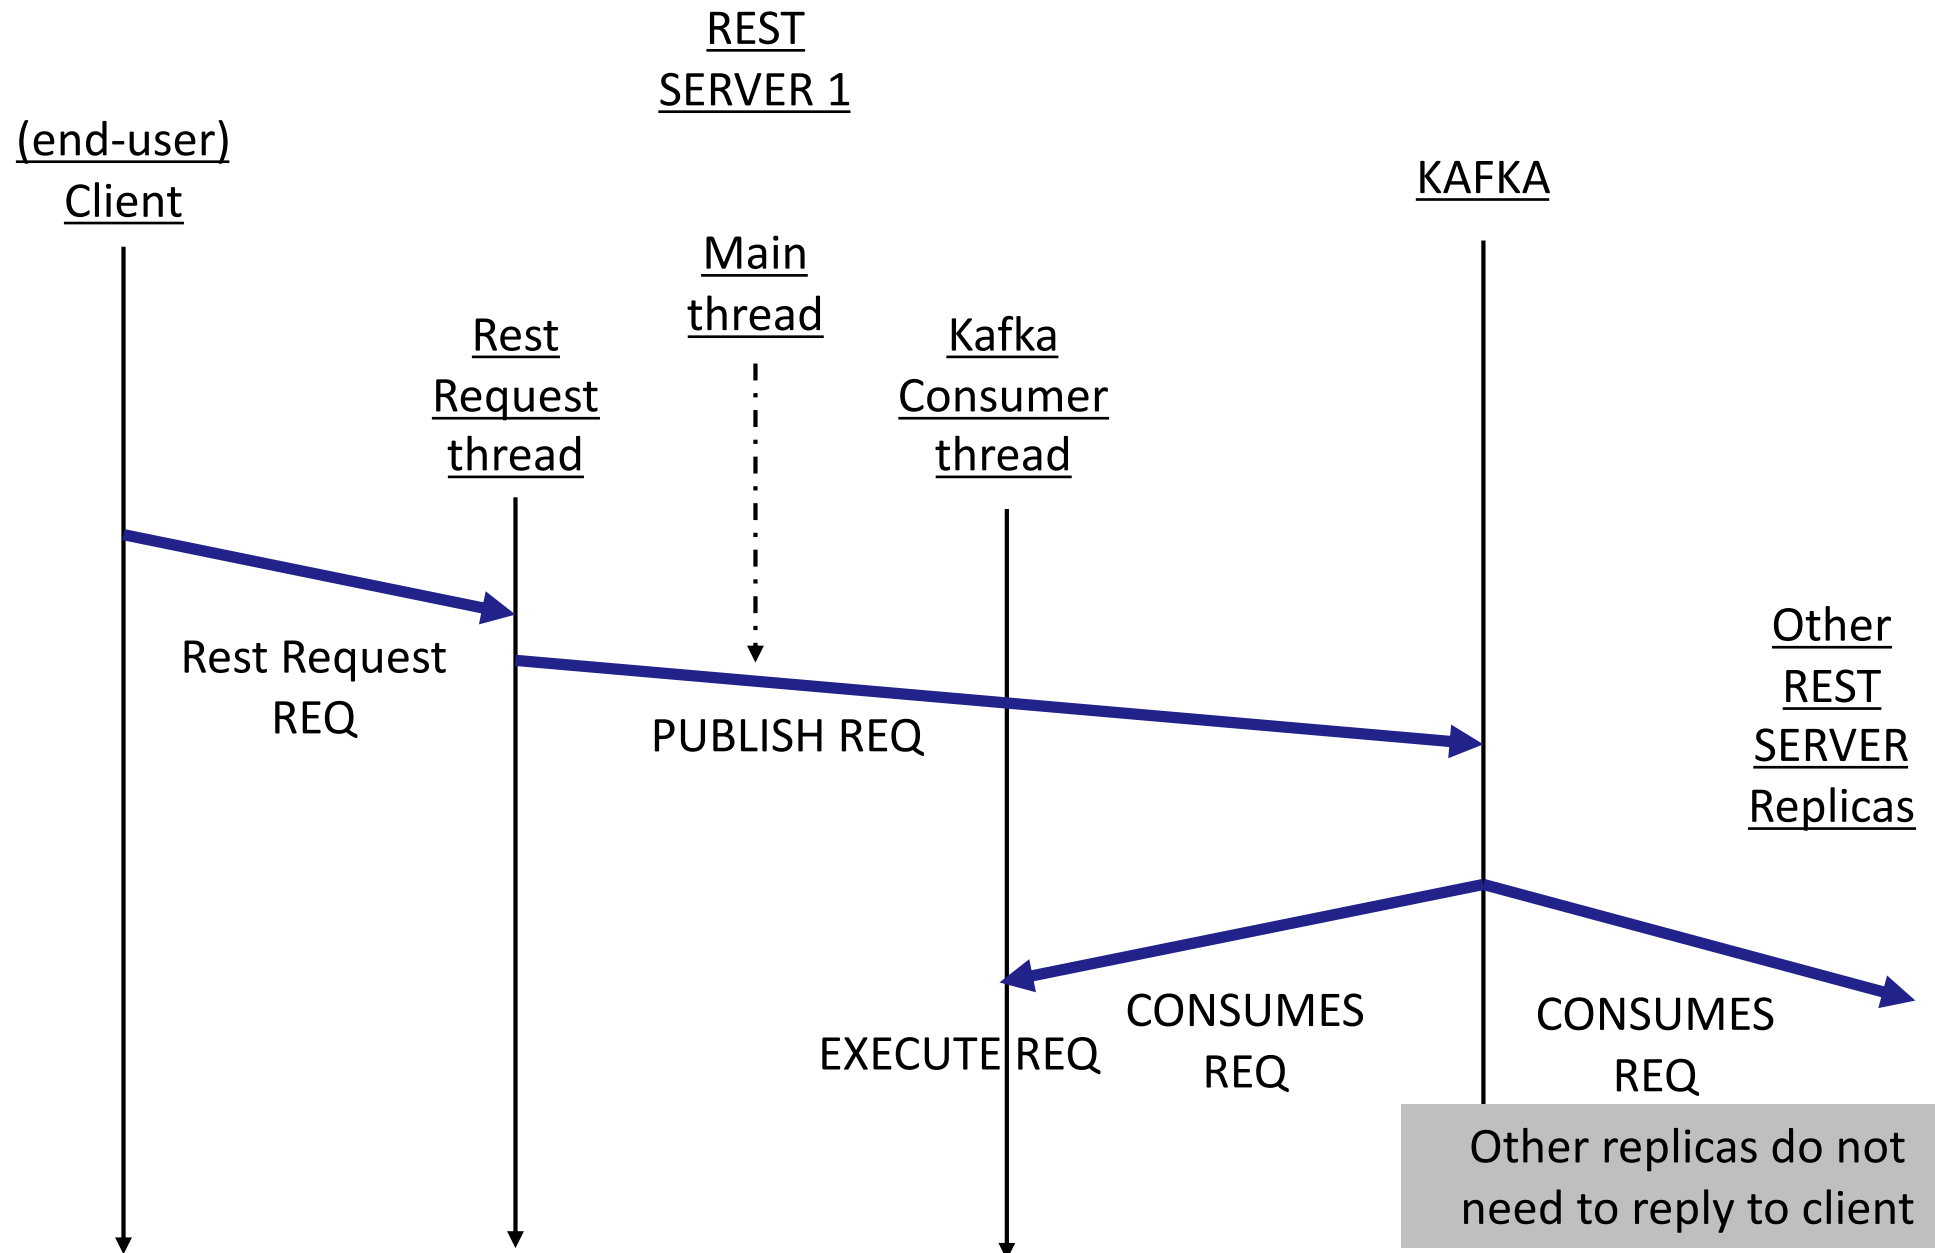 REST
SERVER 1
(end-user)
Client
KAFKA
Main
thread
Rest
Request
thread
Kafka
Consumer
thread
Rest Request
REQ
PUBLISH REQ
Other
REST
SERVER
Replicas
EXECUTE REQ
CONSUMES
REQ
CONSUMES
REQ
Other replicas do not
need to reply to client